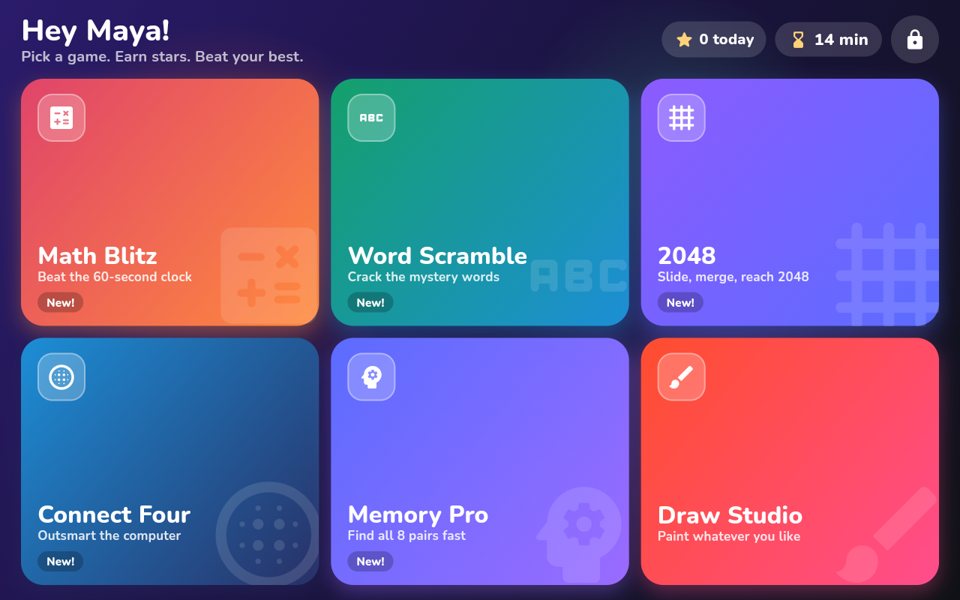 Hey Maya!
Pick a game. Earn stars. Beat your best.
0 today
14 min
Math Blitz
Beat the 60-second clock
New!
ABC
ABC
Word Scramble
Crack the mystery words
New!
2048
Slide, merge, reach 2048
New!
Connect Four
Outsmart the computer
New!
Memory Pro
Find all 8 pairs fast
New!
Draw Studio
Paint whatever you like